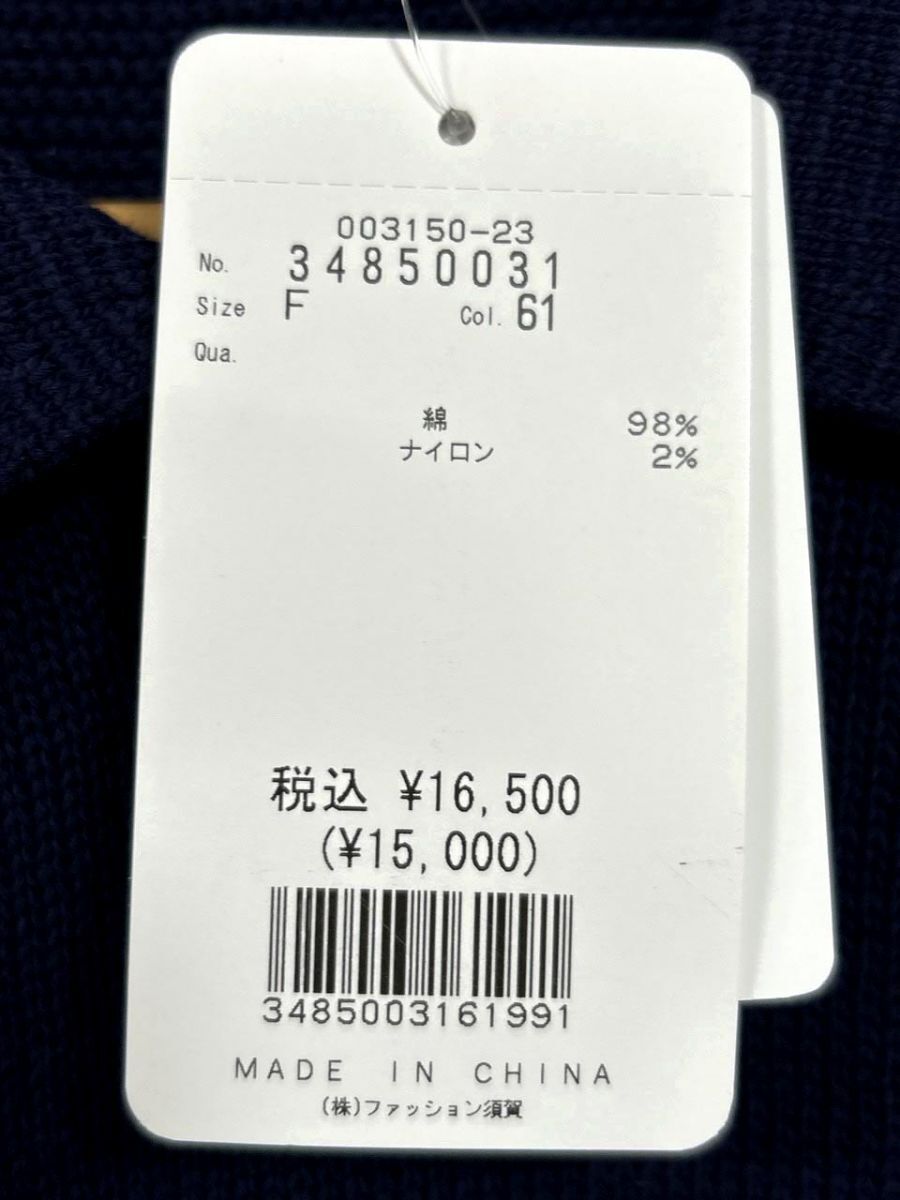 003150-23
No. 34850031
Size F Col. 61
Qua.
綿 98%
ナイロン 2%
税込 ¥16,500
(¥15,000)
3485003161991
MADE IN CHINA
(株)ファッション須賀